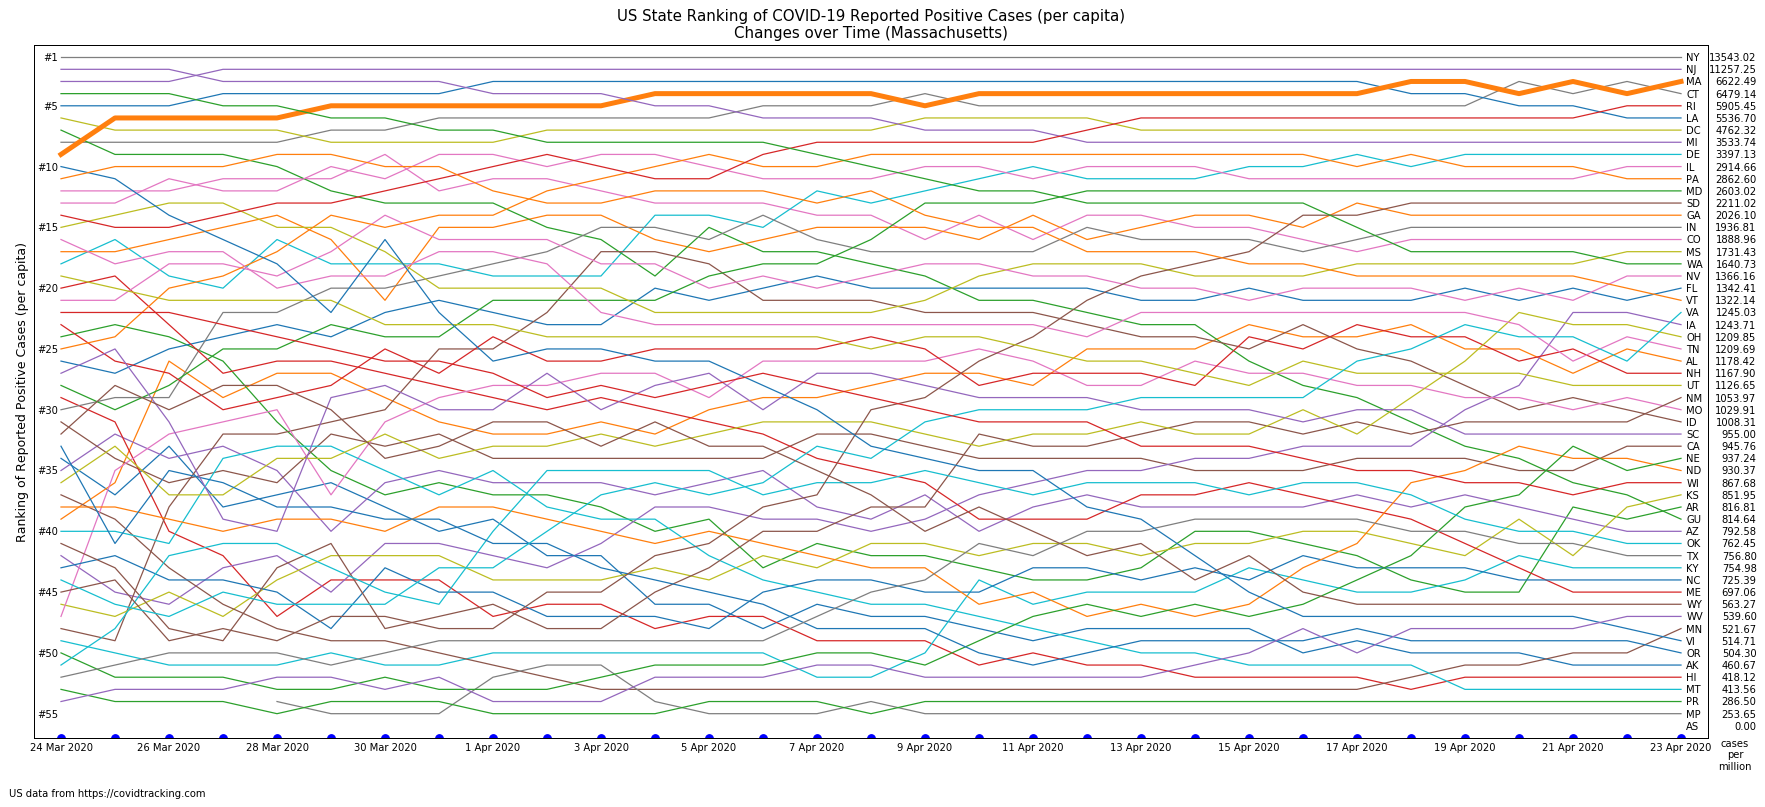 US State Ranking of COVID-19 Reported Positive Cases (per capita)
Changes over Time (Massachusetts)
Ranking of Reported Positive Cases (per capita)
#1
#5
#10
#15
#20
#25
#30
#35
#40
#45
#50
#55
NY 13543.02
NJ 11257.25
MA 6622.49
CT 6479.14
RI 5905.45
LA 5536.70
DC 4762.32
MI 3533.74
DE 3397.13
IL 2914.66
PA 2862.60
MD 2603.02
SD 2211.02
GA 2026.10
IN 1936.81
CO 1888.96
MS 1731.43
WA 1640.73
NV 1366.16
FL 1342.41
VT 1322.14
VA 1245.03
IA 1243.71
OH 1209.85
TN 1209.69
AL 1178.42
NH 1167.90
UT 1126.65
NM 1053.97
MO 1029.91
ID 1008.31
SC 955.00
CA 945.76
NE 937.24
ND 930.37
WI 867.68
KS 851.95
AR 816.81
GU 814.64
AZ 792.58
OK 762.45
TX 756.80
KY 754.98
NC 725.39
ME 697.06
WY 563.27
WV 539.60
MN 521.67
VI 514.71
OR 504.30
AK 460.67
HI 418.12
MT 413.56
PR 286.50
MP 253.65
AS 0.00
24 Mar 2020 26 Mar 2020 28 Mar 2020 30 Mar 2020 1 Apr 2020 3 Apr 2020 5 Apr 2020 7 Apr 2020 9 Apr 2020 11 Apr 2020 13 Apr 2020 15 Apr 2020 17 Apr 2020 19 Apr 2020 21 Apr 2020 23 Apr 2020
cases
per
million
US data from https://covidtracking.com